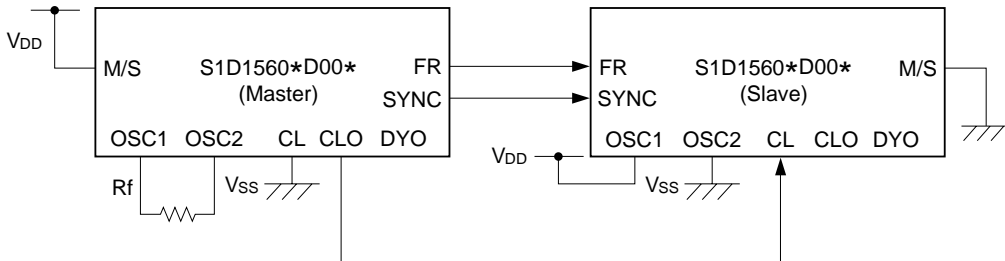 VDD
M/S
S1D1560*D00*
(Master)
FR
SYNC
OSC1 OSC2 CL CLO DYO
Rf
VSS
FR
SYNC
S1D1560*D00*
(Slave)
M/S
OSC1 OSC2 CL CLO DYO
VDD
VSS